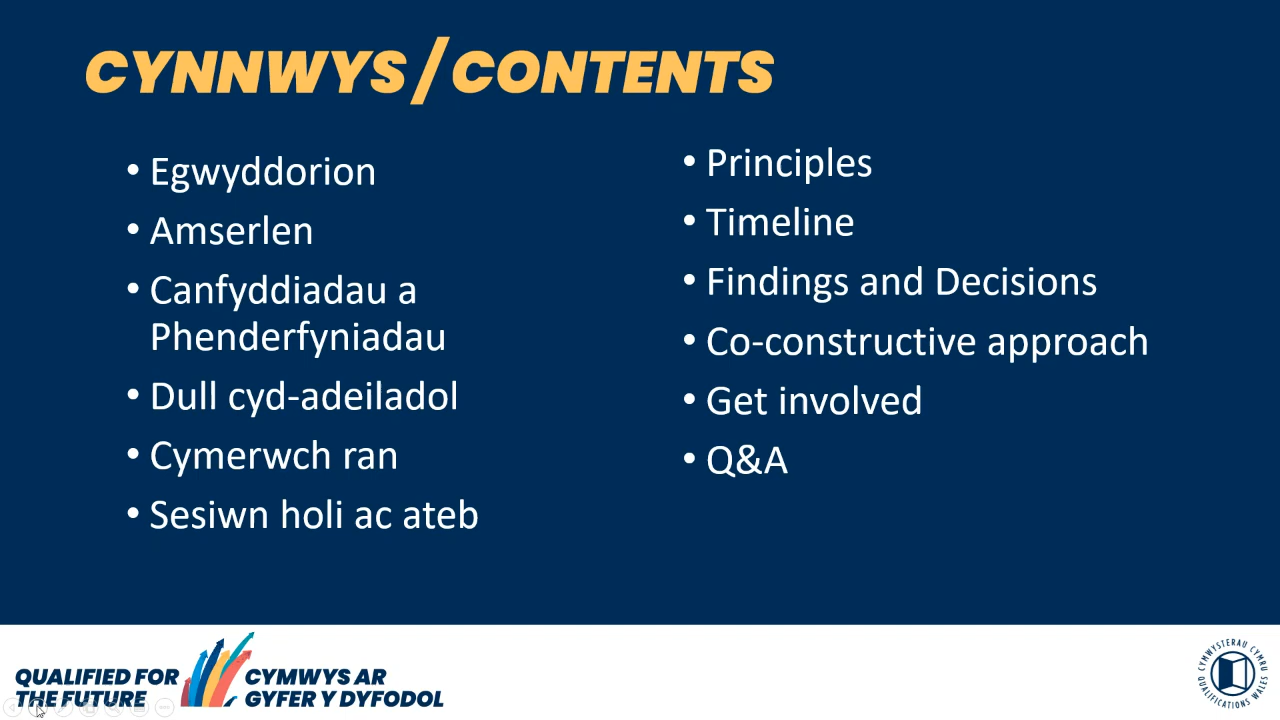 CYNNWYS/CONTENTS
• Egwyddorion
• Amserlen
• Canfyddiadau a
Phenderfyniadau
• Dull cyd-adeiladol
• Cymerwch ran
• Sesiwn holi ac ateb
• Principles
• Timeline
• Findings and Decisions
• Co-constructive approach
• Get involved
• Q&A
QUALIFIED FOR
THE FUTURE
CYMWYS AR
GYFER Y DYFODOL
CYMWYSTERAU CYMRU
QUALIFICATIONS WALES